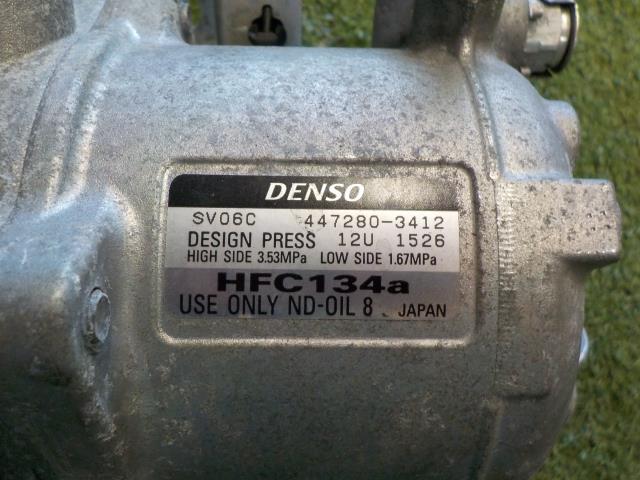 DENSO
SV06C 447280-3412
DESIGN PRESS 12U 1526
HIGH SIDE 3.53MPa LOW SIDE 1.67MPa
HFC134a
USE ONLY ND-OIL 8 JAPAN